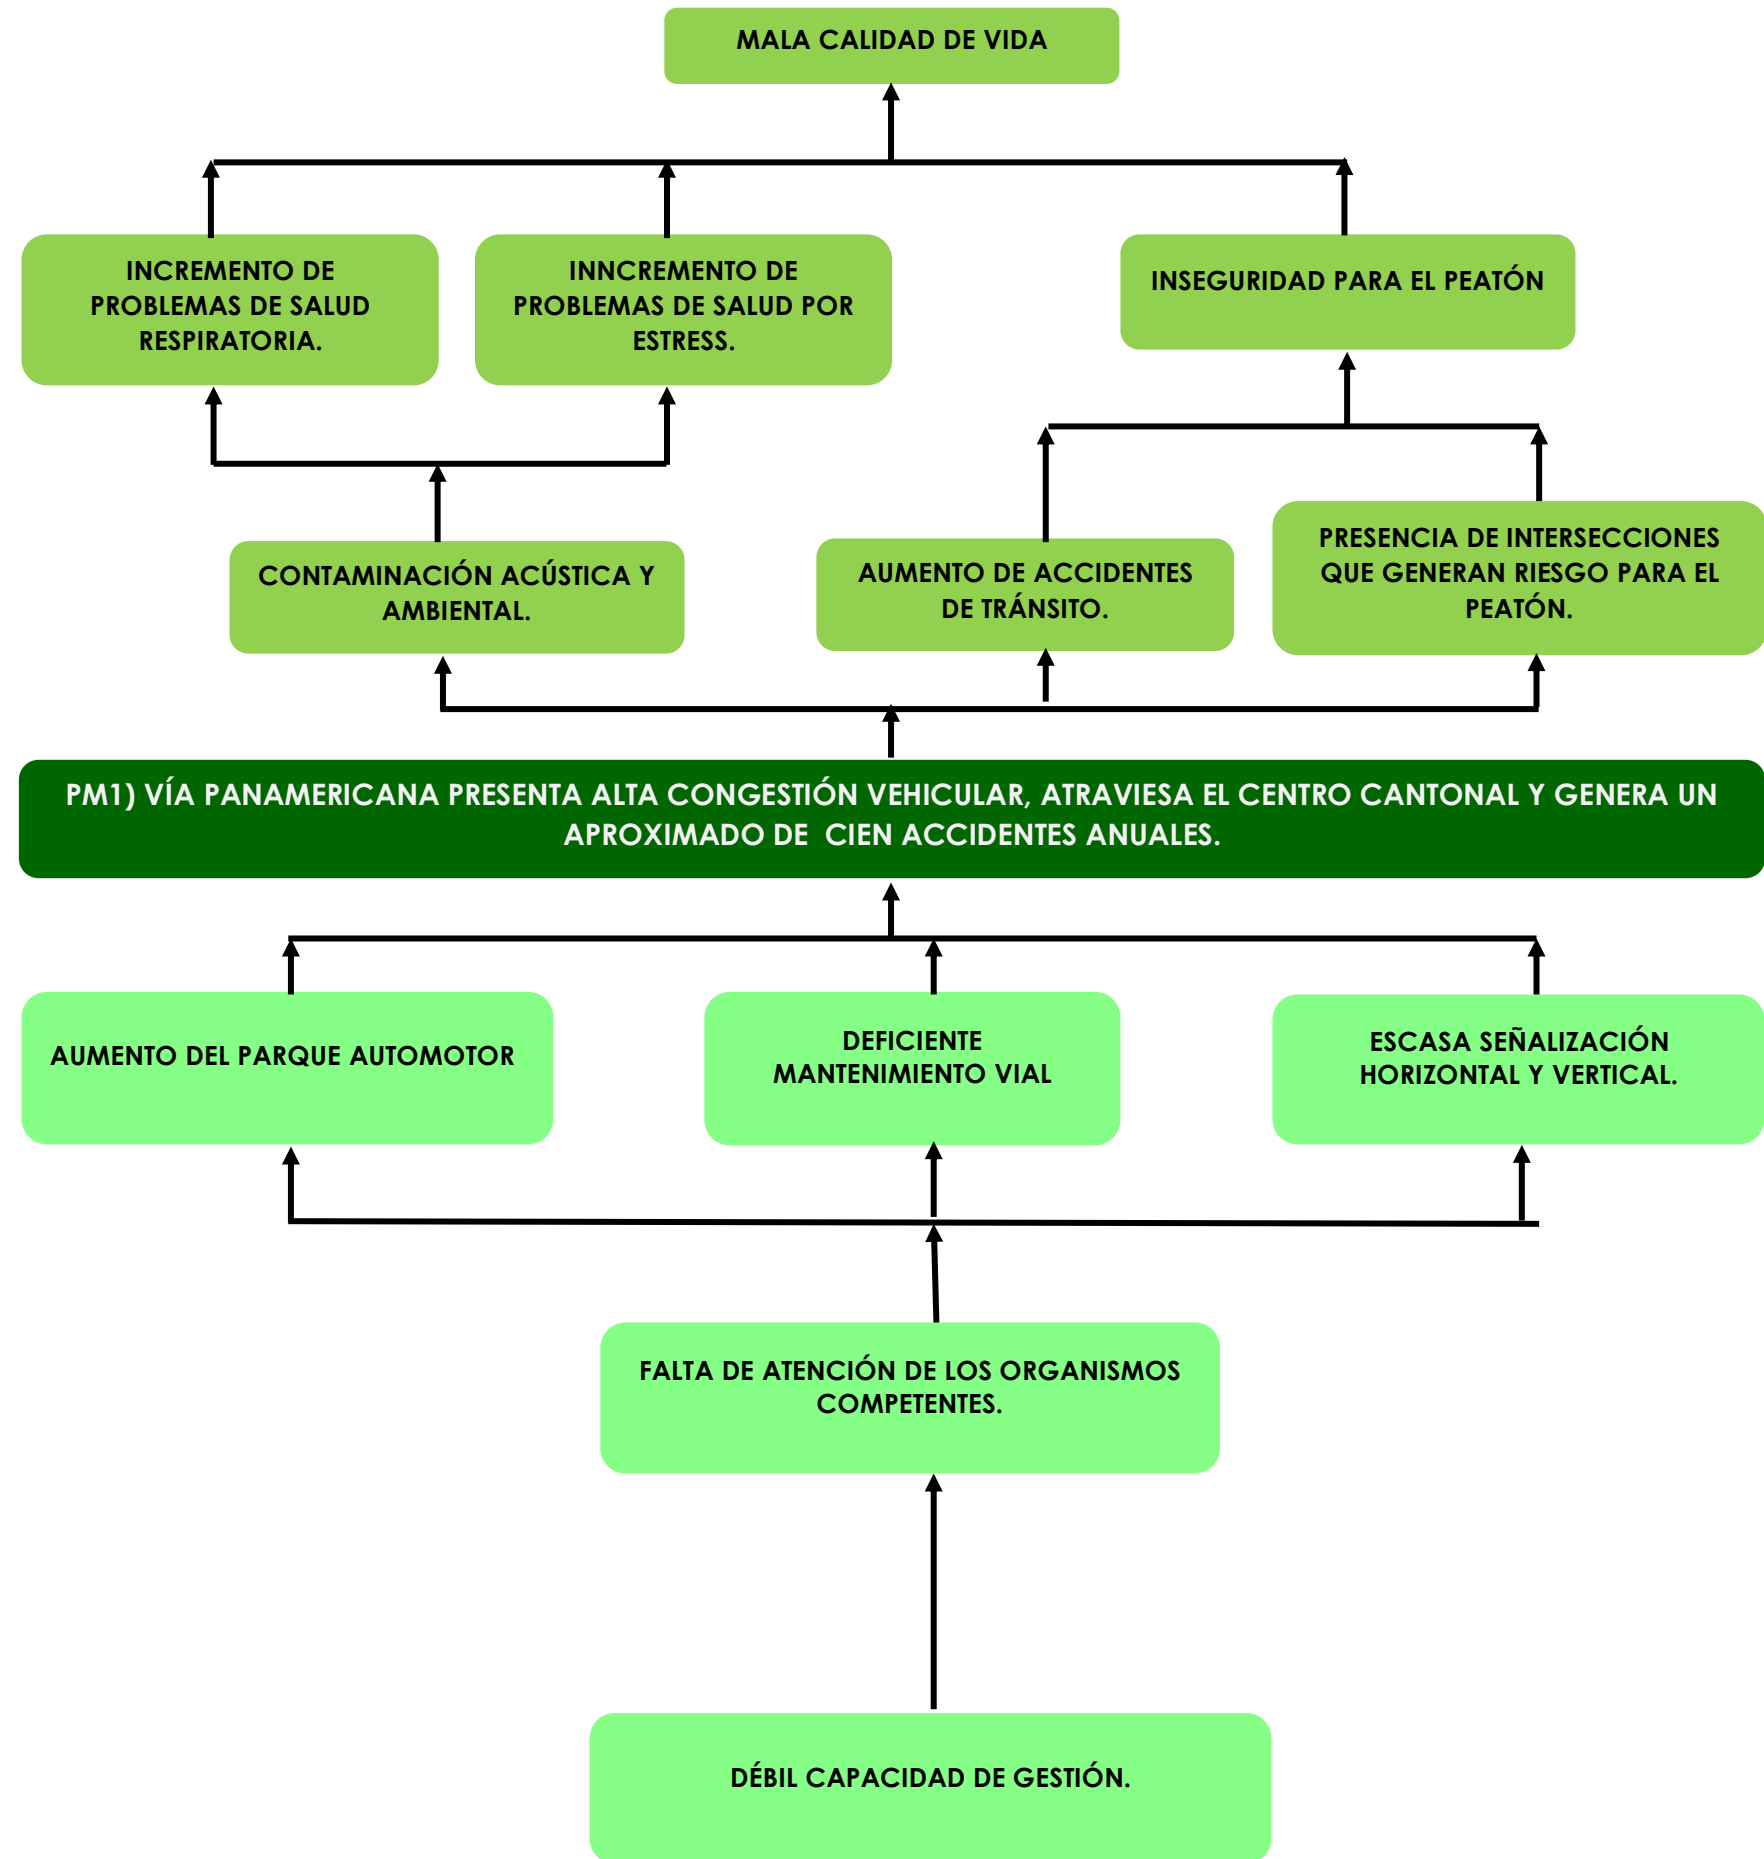 MALA CALIDAD DE VIDA
INCREMENTO DE
PROBLEMAS DE SALUD
RESPIRATORIA.
INNCREMENTO DE
PROBLEMAS DE SALUD POR
ESTRESS.
INSEGURIDAD PARA EL PEATÓN
CONTAMINACIÓN ACÚSTICA Y
AMBIENTAL.
AUMENTO DE ACCIDENTES
DE TRÁNSITO.
PRESENCIA DE INTERSECCIONES
QUE GENERAN RIESGO PARA EL
PEATÓN.
PM1) VÍA PANAMERICANA PRESENTA ALTA CONGESTIÓN VEHICULAR, ATRAVIESA EL CENTRO CANTONAL Y GENERA UN
APROXIMADO DE  CIEN ACCIDENTES ANUALES.
AUMENTO DEL PARQUE AUTOMOTOR
DEFICIENTE
MANTENIMIENTO VIAL
ESCASA SEÑALIZACIÓN
HORIZONTAL Y VERTICAL.
FALTA DE ATENCIÓN DE LOS ORGANISMOS
COMPETENTES.
DÉBIL CAPACIDAD DE GESTIÓN.